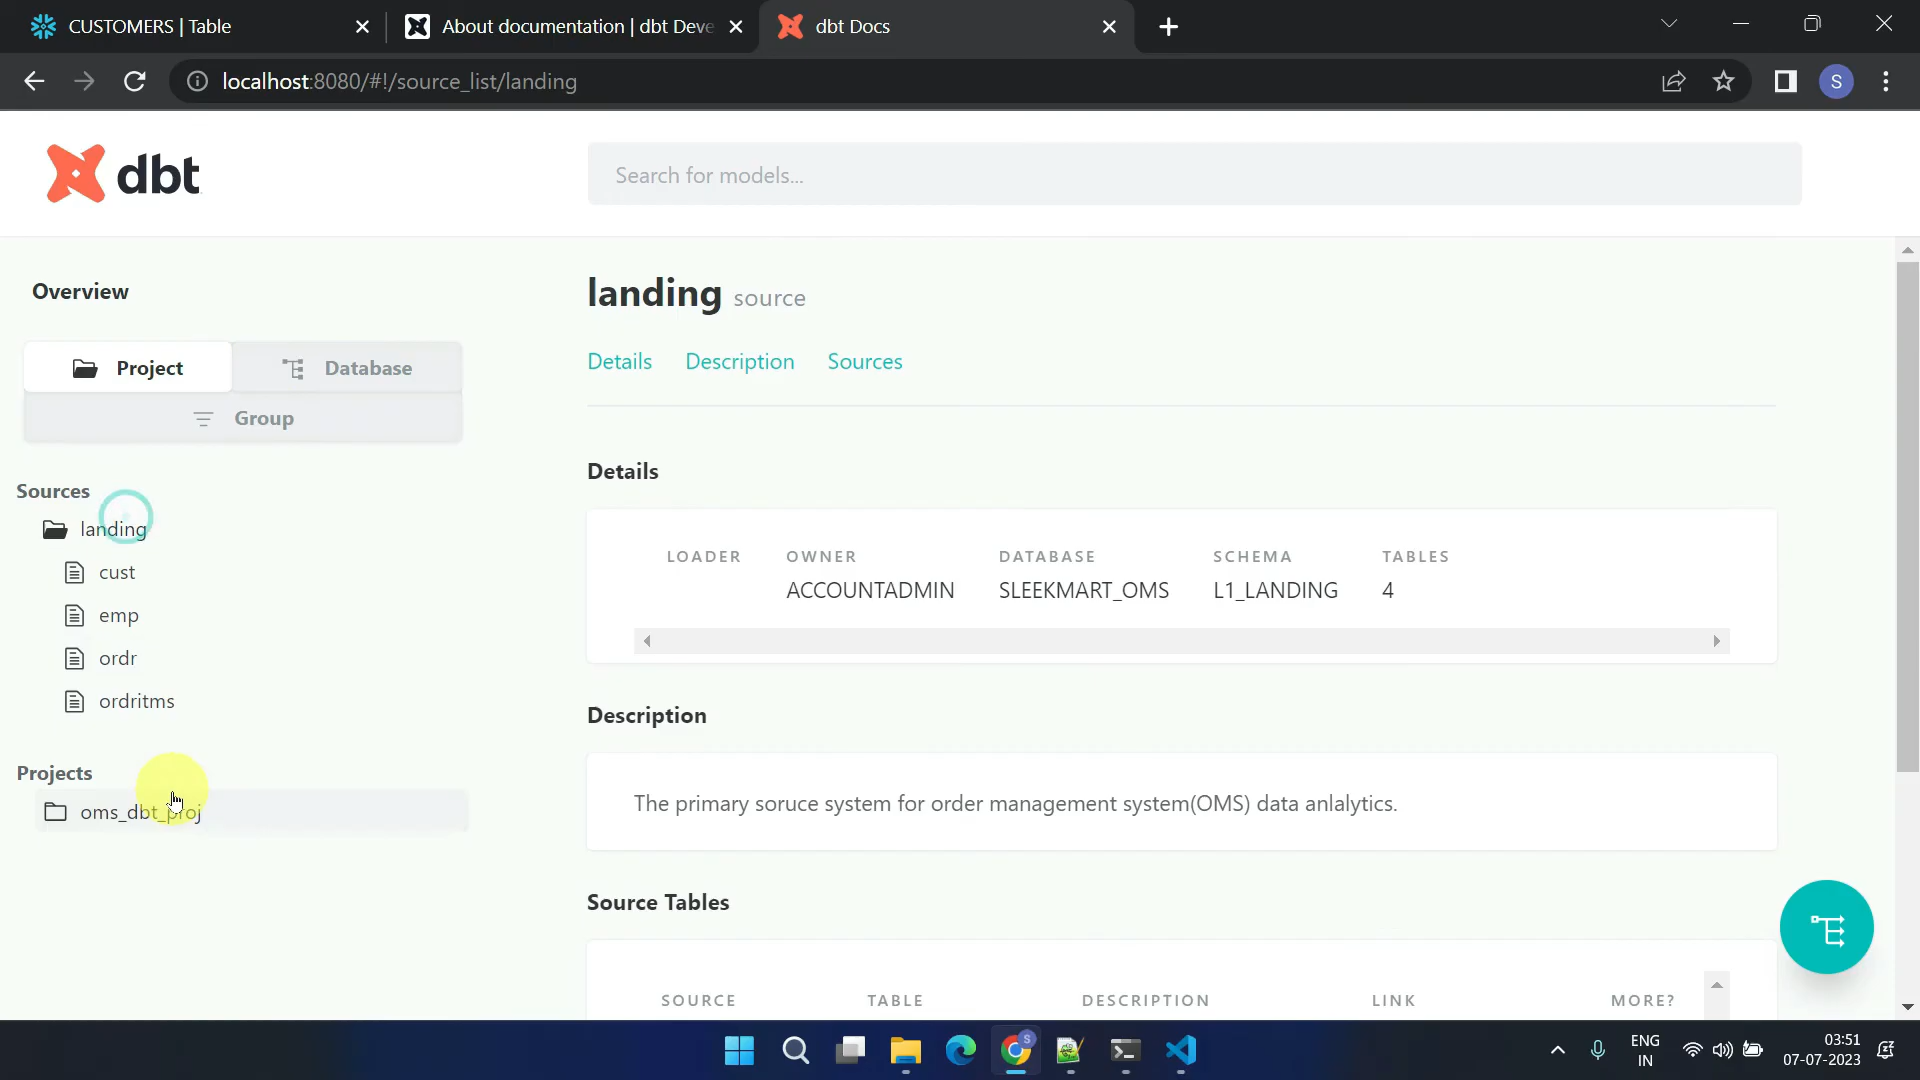 CUSTOMERS | Table
About documentation | dbt Deve
dbt Docs
localhost:8080/#!/source_list/landing
S
dbt
Search for models...
Overview
Project
Database
Group
Sources
landing
cust
emp
ordr
ordritms
Projects
oms_dbt_proj
landing source
Details Description Sources
Details
LOADER OWNER DATABASE SCHEMA TABLES
ACCOUNTADMIN SLEEKMART_OMS L1_LANDING 4
Description
The primary soruce system for order management system(OMS) data anlalytics.
Source Tables
SOURCE TABLE DESCRIPTION LINK MORE?
S
ENG
IN
03:51
07-07-2023